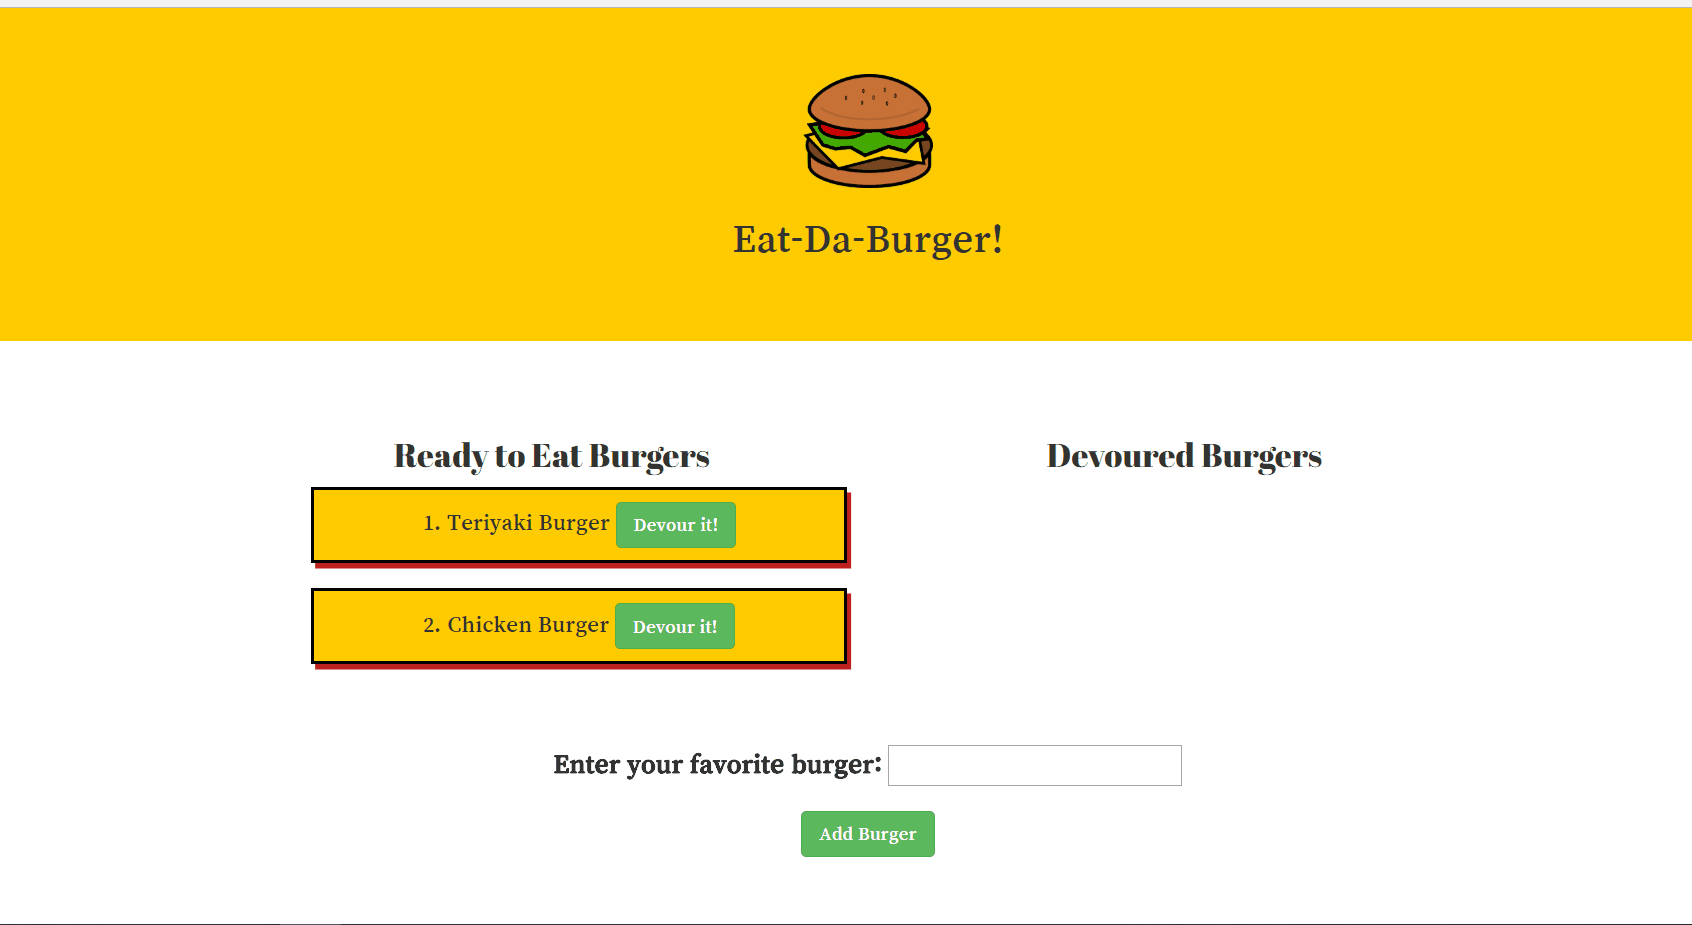 Eat-Da-Burger!
Ready to Eat Burgers
1. Teriyaki Burger Devour it!
2. Chicken Burger Devour it!
Devoured Burgers
Enter your favorite burger:
Add Burger